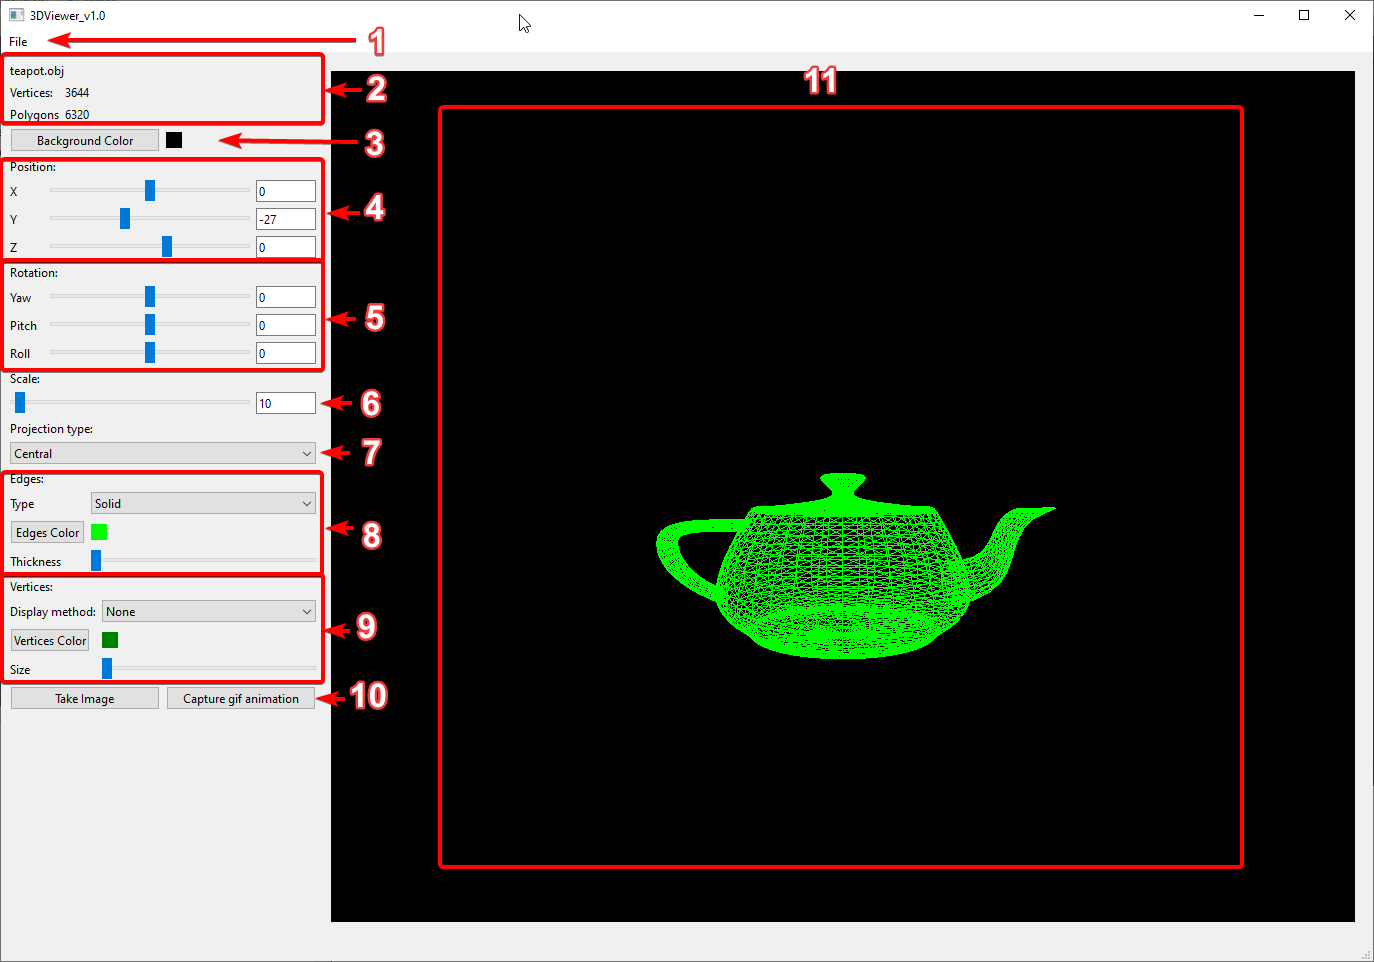 3DViewer_v1.0
File
1
teapot.obj
Vertices: 3644
Polygons 6320
2
Background Color
3
Position:
X 0
Y -27
Z 0
4
Rotation:
Yaw 0
Pitch 0
Roll 0
5
Scale:
10
6
Projection type:
Central
7
Edges:
Type Solid
Edges Color
Thickness
8
Vertices:
Display method: None
Vertices Color
Size
9
Take Image Capture gif animation
10
11